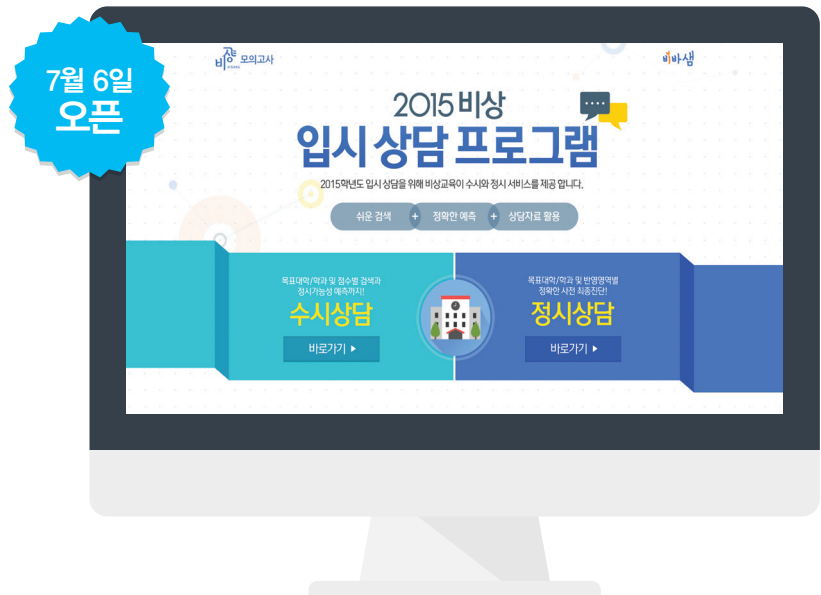 7월 6일
오픈
비상 모의고사
비바샘
2015 비상
입시 상담 프로그램
2015학년도 입시 상담을 위해 비상교육이 수시와 정시 서비스를 제공 합니다.
쉬운 검색 + 정확한 예측 + 상담자료 활용
목표대학/학과 및 점수별 검색과
정시가능성 예측까지!
수시상담
바로가기 ▶
목표대학/학과 및 반영영역별
정확한 사전 최종진단!
정시상담
바로가기 ▶